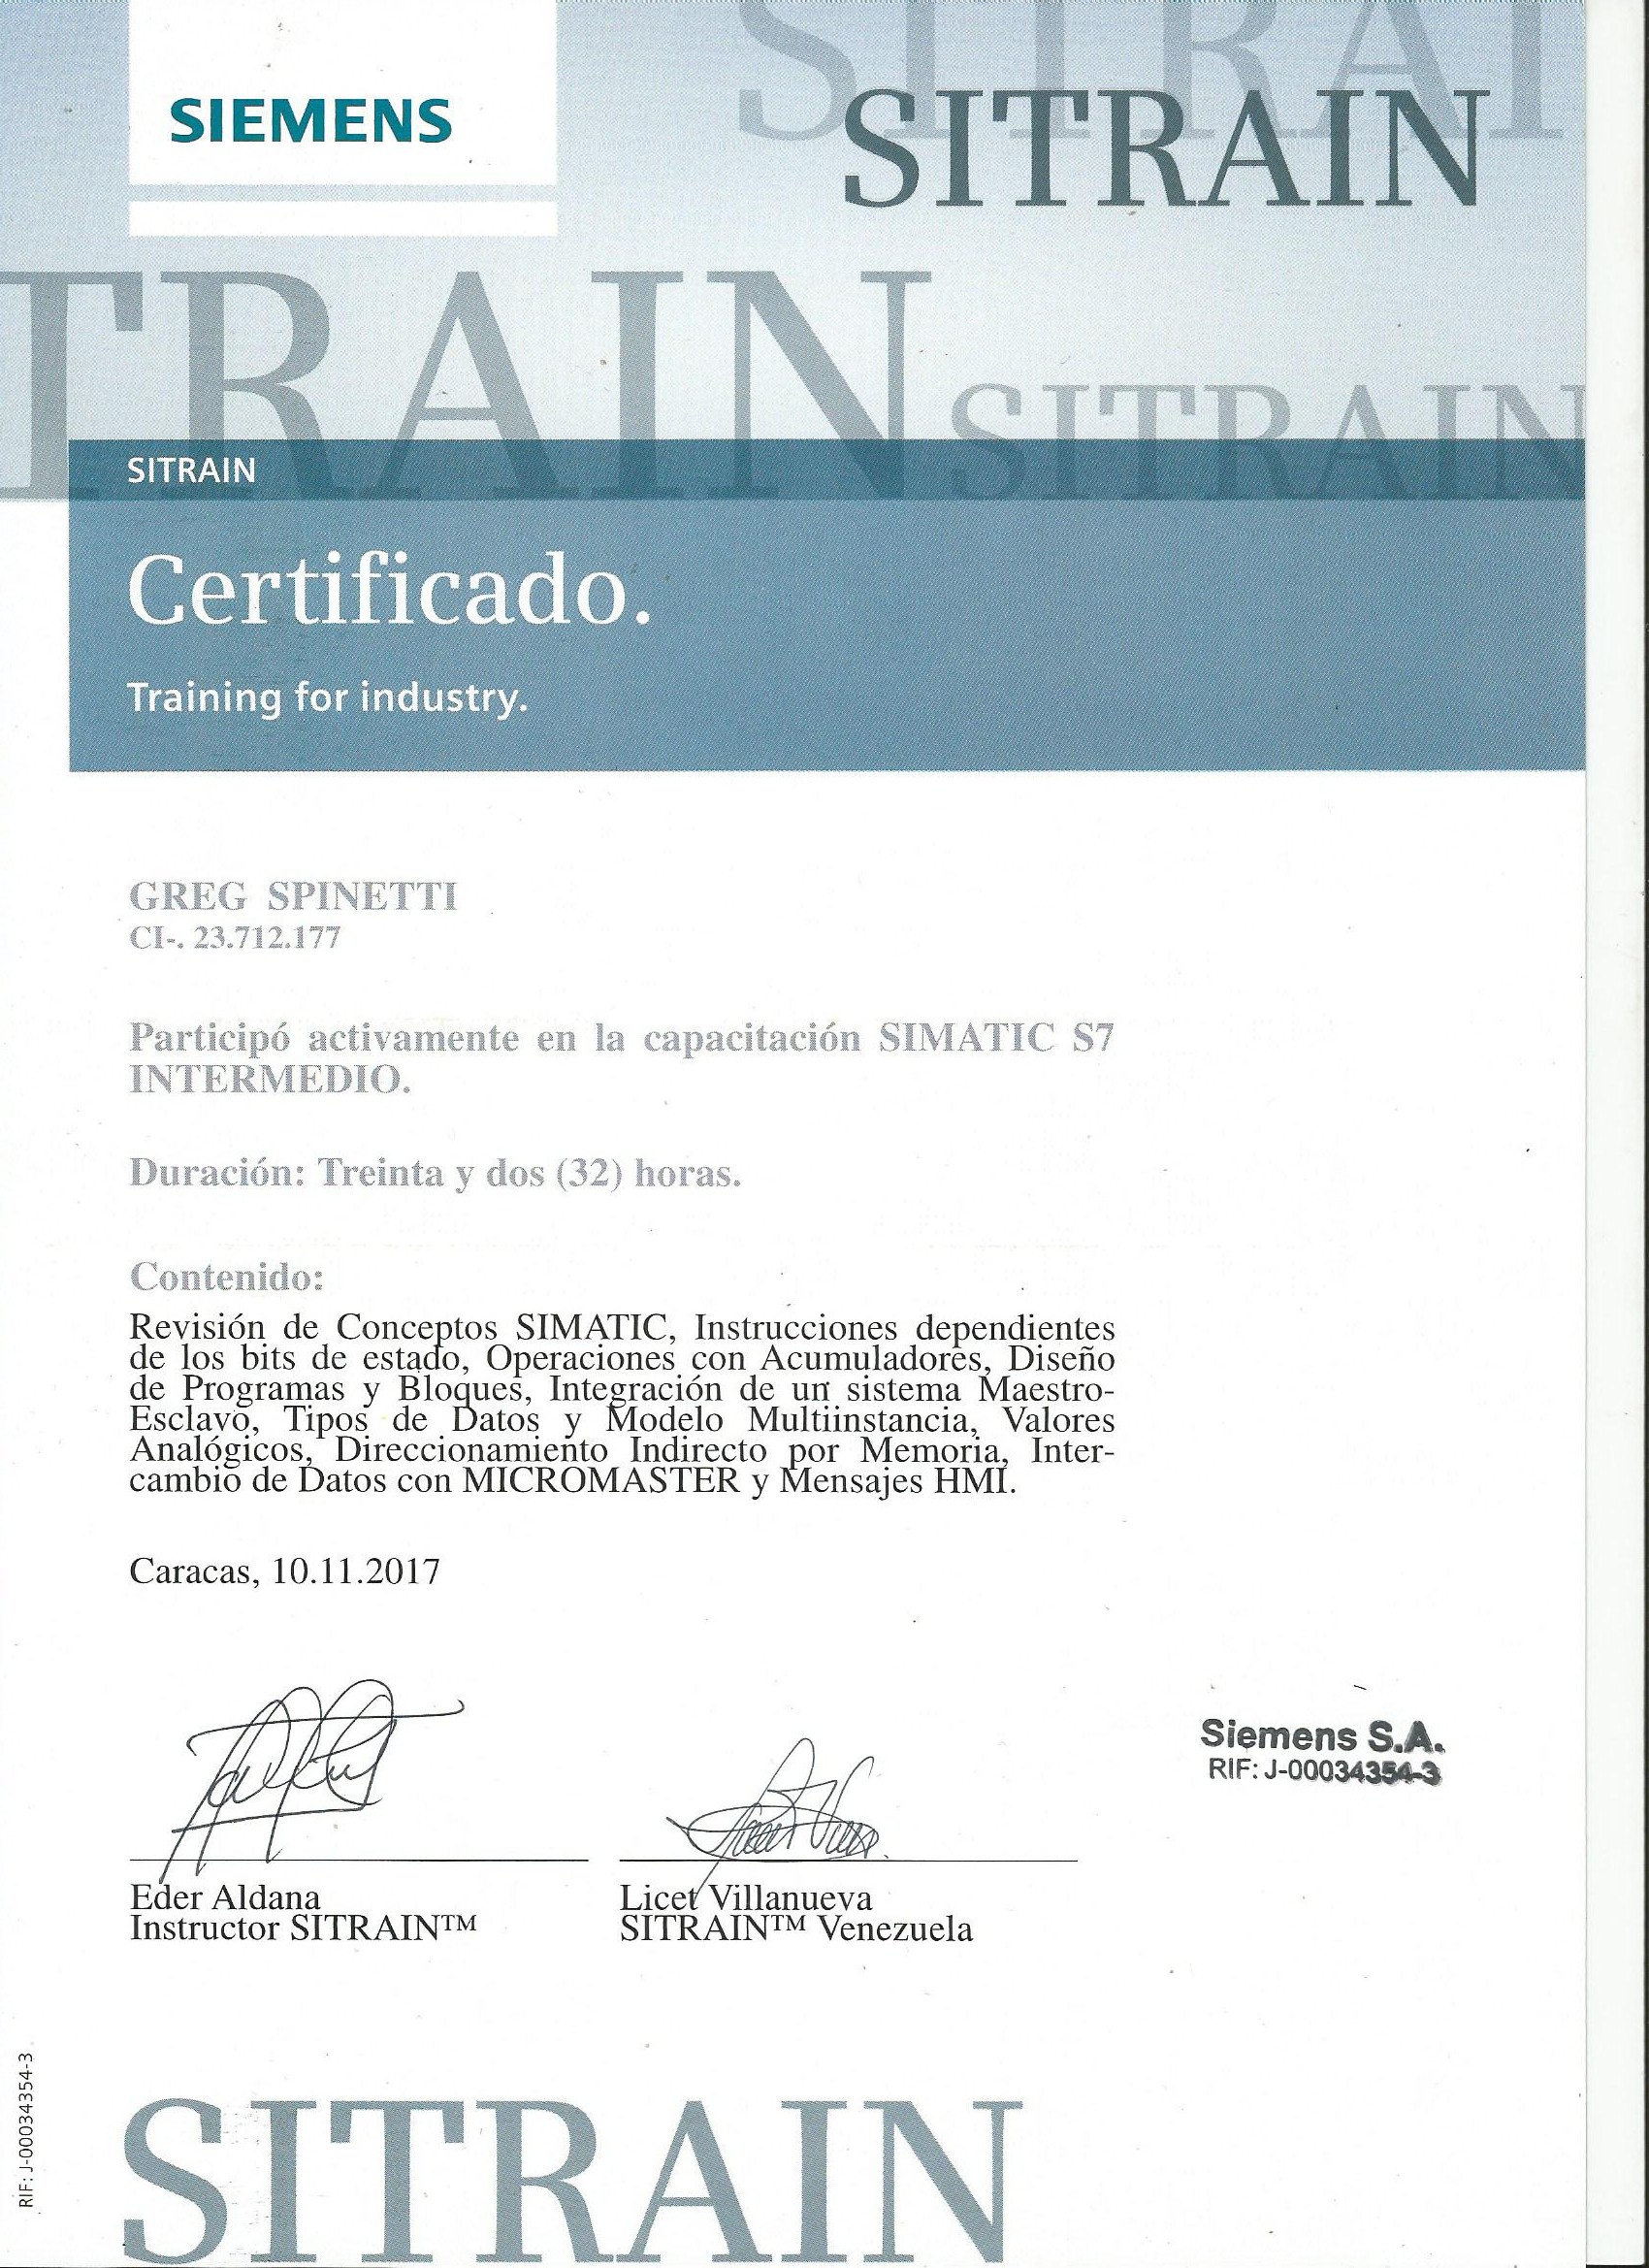 SITRAI
SIEMENS
SITRAIN
TRAIN
SITRAIN
SITRAIN
Certificado.
Training for industry.
GREG SPINETTI
CI-. 23.712.177
Participó activamente en la capacitación SIMATIC S7
INTERMEDIO.
Duración: Treinta y dos (32) horas.
Contenido:
Revisión de Conceptos SIMATIC, Instrucciones dependientes
de los bits de estado, Operaciones con Acumuladores, Diseño
de Programas y Bloques, Integración de un sistema Maestro-
Esclavo, Tipos de Datos y Modelo Multiinstancia, Valores
Analógicos, Direccionamiento Indirecto por Memoria, Inter-
cambio de Datos con MICROMASTER y Mensajes HMI.
Caracas, 10.11.2017
Siemens S.A.
RIF: J-00034354-3
Eder Aldana
Instructor SITRAIN™
Licet Villanueva
SITRAIN™ Venezuela
RIF: J-00034354-3
SITRAIN